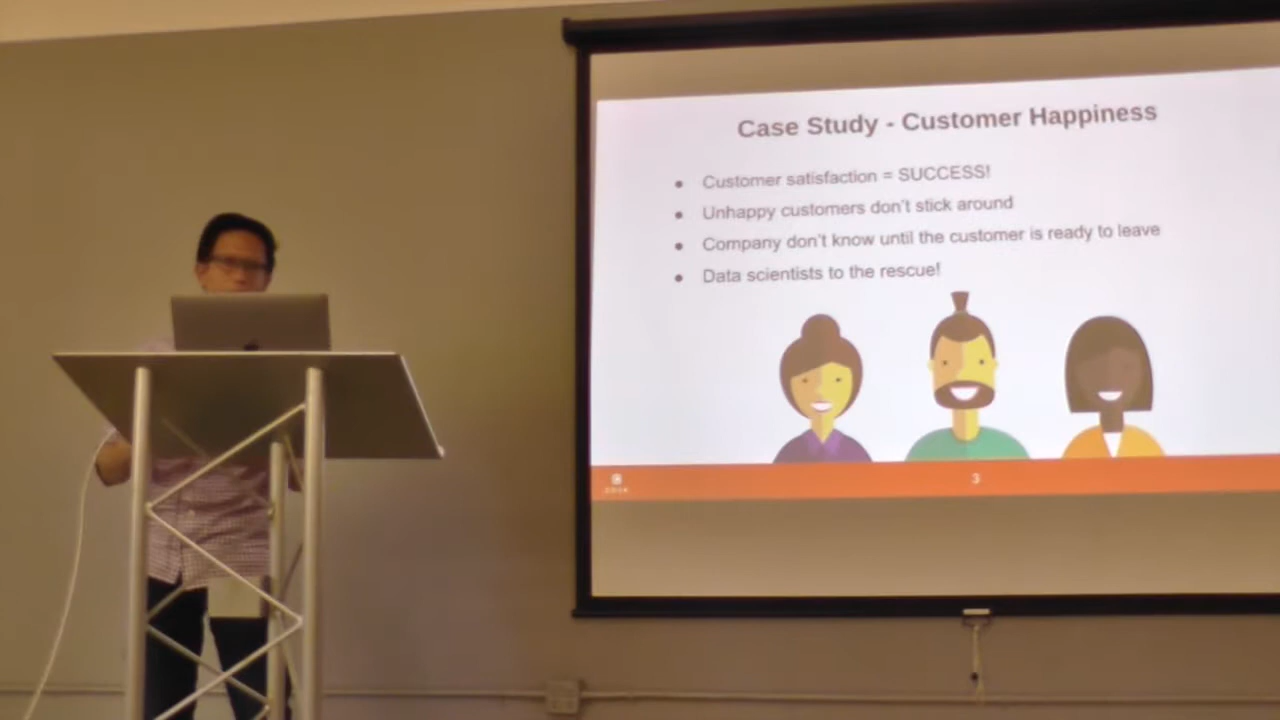 Case Study - Customer Happiness
● Customer satisfaction = SUCCESS!
● Unhappy customers don't stick around
● Company don't know until the customer is ready to leave
● Data scientists to the rescue!
3